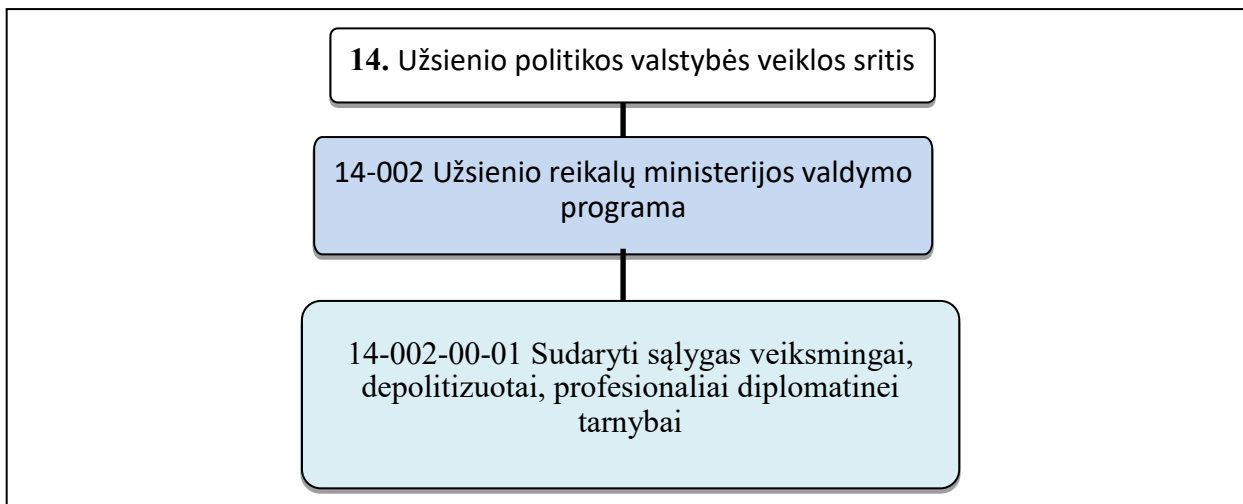 14. Užsienio politikos valstybės veiklos sritis
14-002 Užsienio reikalų ministerijos valdymo
programa
14-002-00-01 Sudaryti sąlygas veiksmingai,
depolitizuotai, profesionaliai diplomatinei
tarnybai